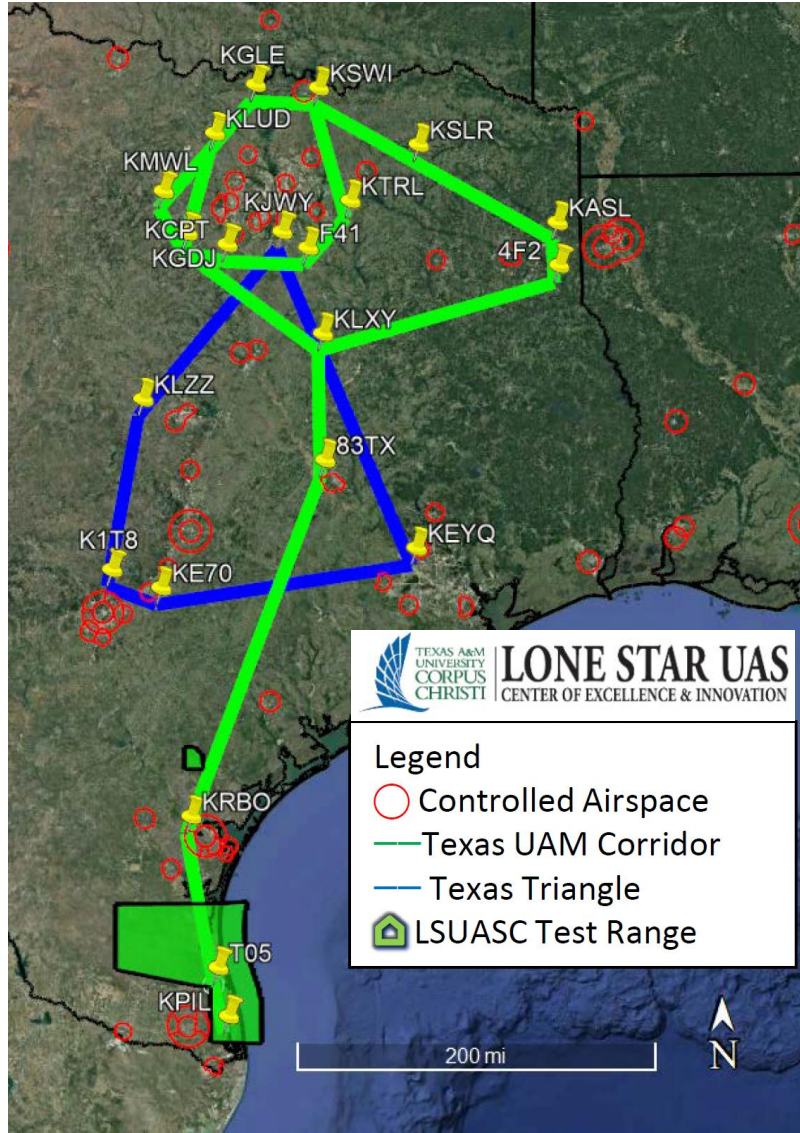 KGLE
KSWI
KLUD
KSLR
KMWL
KTRL
KJWY
KASL
KCPT
F41
KGDJ
4F2
KLXY
KLZZ
83TX
KEYQ
K1T8
KE70
TEXAS A&M
UNIVERSITY
CORPUS
CHRISTI
LONE STAR UAS
CENTER OF EXCELLENCE & INNOVATION
Legend
Controlled Airspace
Texas UAM Corridor
Texas Triangle
LSUASC Test Range
KRBO
T05
KPIL
200 mi
N